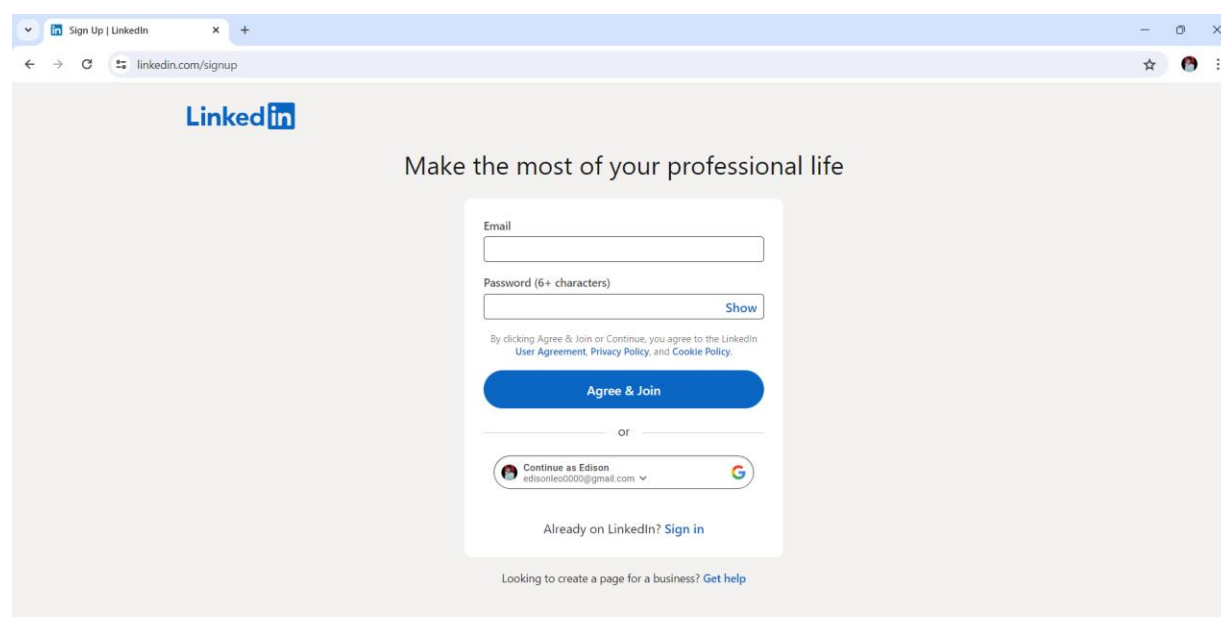 Sign Up | LinkedIn
linkedin.com/signup
Linked in
Make the most of your professional life
Email
Password (6+ characters)
Show
By clicking Agree & Join or Continue, you agree to the LinkedIn
User Agreement, Privacy Policy, and Cookie Policy.
Agree & Join
or
Continue as Edison
edisonleo0000@gmail.com
Already on LinkedIn? Sign in
Looking to create a page for a business? Get help